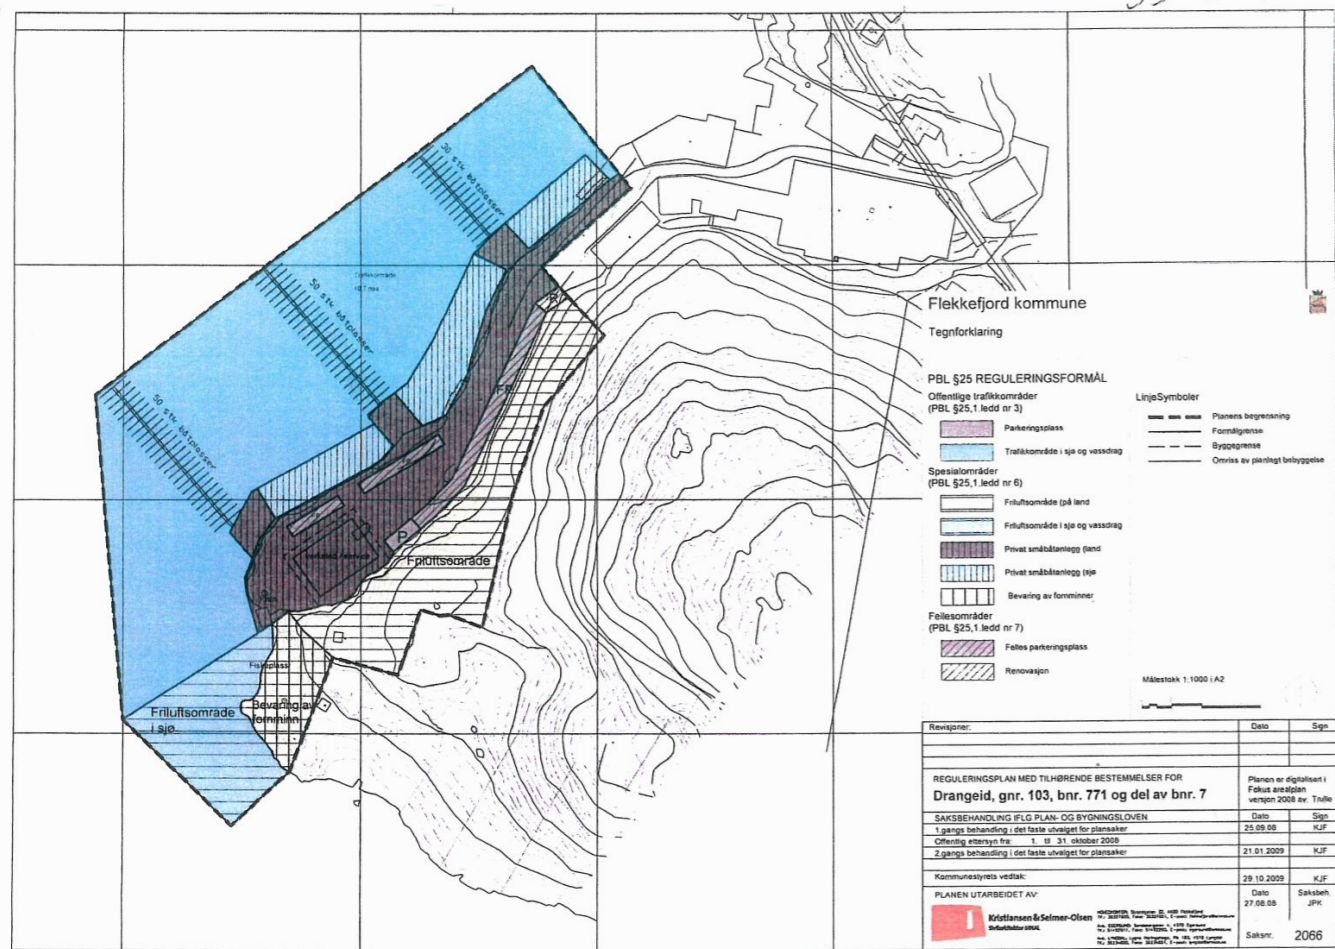 30 stk båtplasser
50 stk båtplasser
50 stk båtplasser
Trafikkområde
R
FP
P
Friluftsområde
Fiskeplass
Bevaring av
fornminn
Friluftsområde
i sjø
Flekkefjord kommune
Tegnforklaring
PBL §25 REGULERINGSFORMÅL
Offentlige trafikkområder
(PBL §25,1.ledd nr 3)
Parkeringsplass
Trafikkområde i sjø og vassdrag
Spesialområder
(PBL §25,1.ledd nr 6)
Friluftsområde (på land
Friluftsområde i sjø og vassdrag
Privat småbåtanlegg (land
Privat småbåtanlegg (sjø
Bevaring av fornminner
Fellesområder
(PBL §25,1.ledd nr 7)
Felles parkeringsplass
Renovasjon
LinjeSymboler
Planens begrensning
Formålgrense
Byggegrense
Omriss av planlagt bebyggelse
Målestokk 1:1000 i A2
Revisjoner: Dato Sign
REGULERINGSPLAN MED TILHØRENDE BESTEMMELSER FOR
Drangeid, gnr. 103, bnr. 771 og del av bnr. 7
Planen er digitalisert i
Fokus arealplan
versjon 2008 av:
SAKSBEHANDLING IFLG PLAN- OG BYGNINGSLOVEN Dato Sign
1.gangs behandling i det faste utvalget for plansaker 25.09.08 KJF
Offentlig ettersyn fra: 1. til 31. oktober 2008
2.gangs behandling i det faste utvalget for plansaker 21.01.2009 KJF
Kommunestyrets vedtak: 29.10.2009 KJF
PLANEN UTARBEIDET AV: Dato Saksbeh.
27.08.08 JPK
Kristiansen & Selmer-Olsen
Saksnr. 2066